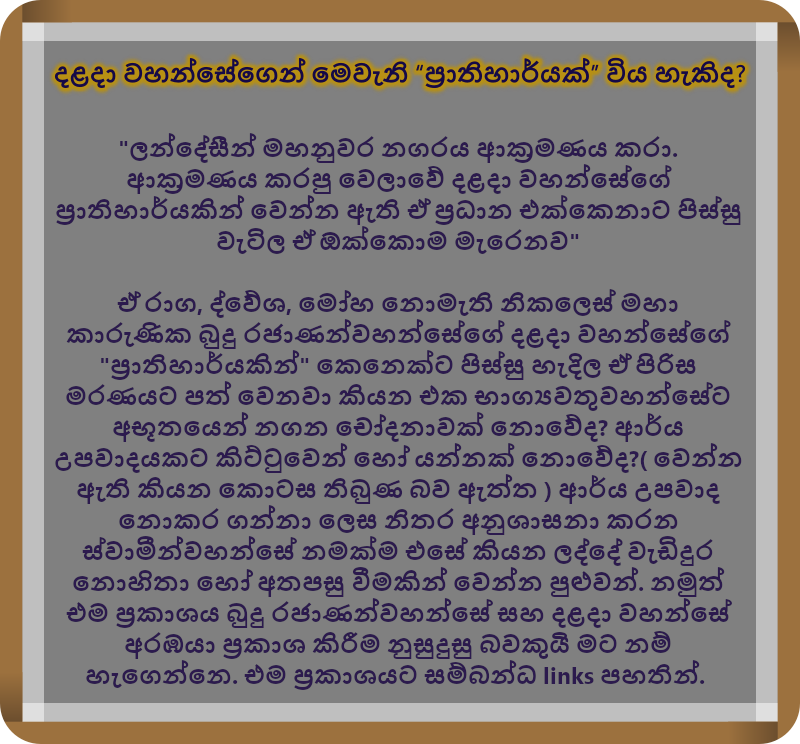 දළදා වහන්සේගෙන් මෙවැනි "ප්‍රාතිහාර්යක්" විය හැකිද?
"ලන්දේසීන් මහනුවර නගරය ආක්‍රමණය කරා.
ආක්‍රමණය කරපු වෙලාවේ දළදා වහන්සේගේ
ප්‍රාතිහාර්යකින් වෙන්න ඇති ඒ ප්‍රධාන එක්කෙනාට පිස්සු
වැටිල ඒ ඔක්කොම මැරෙනව"
ඒ රාග, ද්වේශ, මෝහ නොමැති නිකලෙස් මහා
කාරුණික බුදු රජාණන්වහන්සේගේ දළදා වහන්සේගේ
"ප්‍රාතිහාර්යකින්" කෙනෙක්ට පිස්සු හැදිල ඒ පිරිස
මරණයට පත් වෙනවා කියන එක භාග්‍යවතුවහන්සේට
අභූතයෙන් නගන චෝදනාවක් නොවේද? ආර්ය
උපවාදයකට කිට්ටුවෙන් හෝ යන්නක් නොවේද?( වෙන්න
ඇති කියන කොටස තිබුණ බව ඇත්ත ) ආර්ය උපවාද
නොකර ගන්නා ලෙස නිතර අනුශාසනා කරන
ස්වාමීන්වහන්සේ නමක්ම එසේ කියන ලද්දේ වැඩිදුර
නොහිතා හෝ අතපසු වීමකින් වෙන්න පුළුවන්. නමුත්
එම ප්‍රකාශය බුදු රජාණන්වහන්සේ සහ දළදා වහන්සේ
අරඹයා ප්‍රකාශ කිරීම නුසුදුසු බවකුයි මට නම්
හැගෙන්නෙ. එම ප්‍රකාශයට සම්බන්ධ links පහතින්.